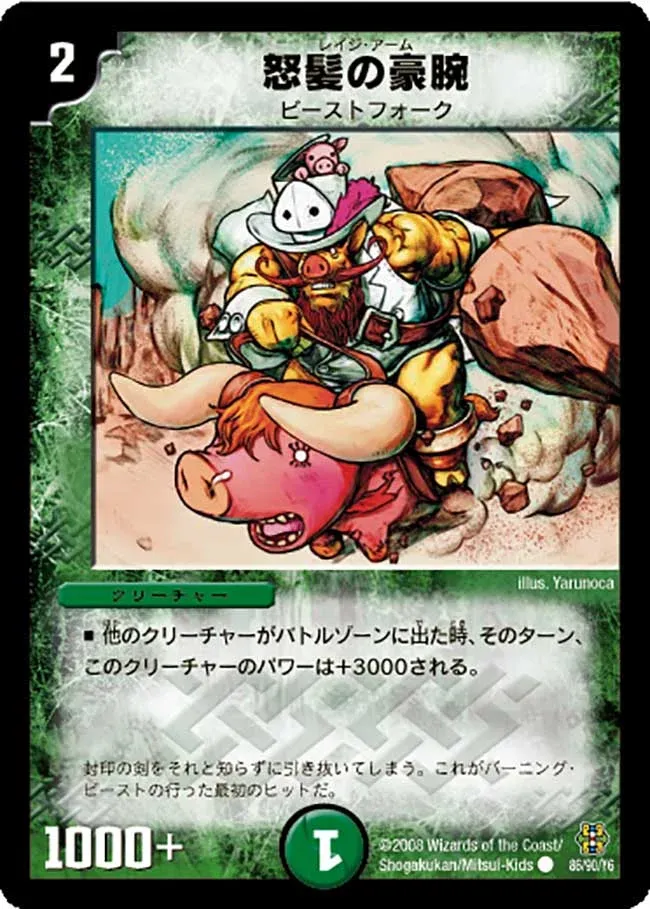 2
レイジ・アーム
怒髪の豪腕
ビーストフォーク
illus. Yarunoca
クリーチャー
■ 他のクリーチャーがバトルゾーンに出た時、そのターン、
このクリーチャーのパワーは+3000される。
封印の剣をそれと知らずに引き抜いてしまう。これがバーニング・
ビーストの行った最初のヒットだ。
1000+
1
©2008 Wizards of the Coast/
Shogakukan/Mitsui-Kids
86/90/Y6